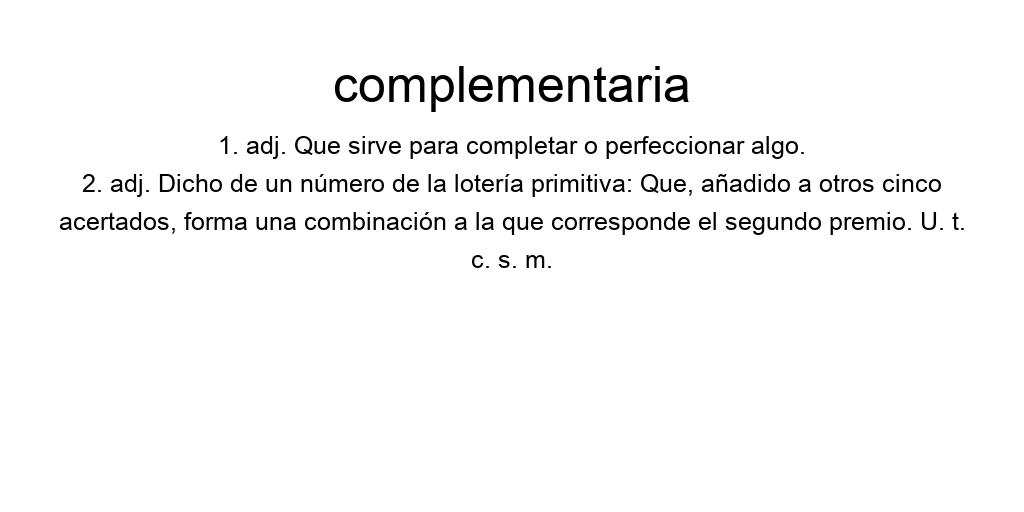 complementaria
1. adj. Que sirve para completar o perfeccionar algo.
2. adj. Dicho de un número de la lotería primitiva: Que, añadido a otros cinco
acertados, forma una combinación a la que corresponde el segundo premio. U. t.
c. s. m.